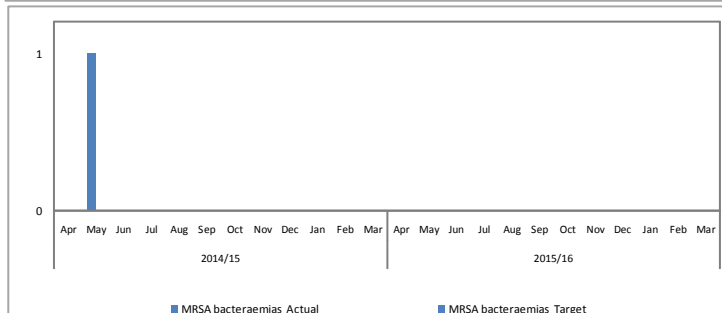 1
0
Apr May Jun Jul Aug Sep Oct Nov Dec Jan Feb Mar Apr May Jun Jul Aug Sep Oct Nov Dec Jan Feb Mar
2014/15 2015/16
MRSA bacteraemias Actual MRSA bacteraemias Target